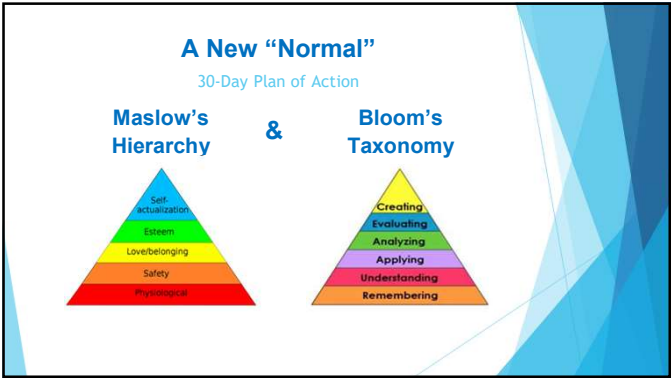 A New “Normal”
30-Day Plan of Action
Maslow’s
Hierarchy
&
Bloom’s
Taxonomy
Self-
actualization
Esteem
Love/belonging
Safety
Physiological
Creating
Evaluating
Analyzing
Applying
Understanding
Remembering